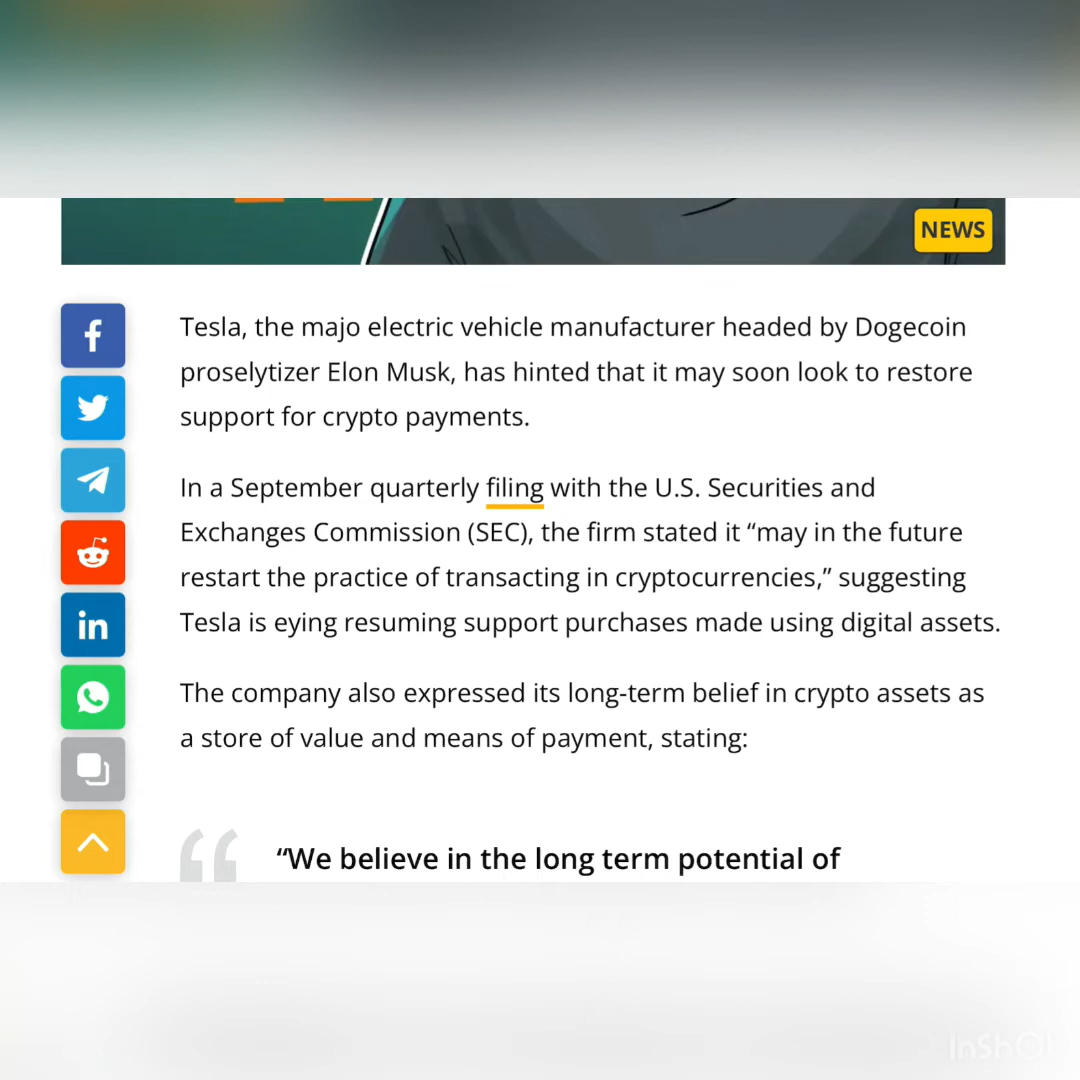 NEWS
Tesla, the majo electric vehicle manufacturer headed by Dogecoin
proselytizer Elon Musk, has hinted that it may soon look to restore
support for crypto payments.
In a September quarterly filing with the U.S. Securities and
Exchanges Commission (SEC), the firm stated it “may in the future
restart the practice of transacting in cryptocurrencies,” suggesting
Tesla is eying resuming support purchases made using digital assets.
The company also expressed its long-term belief in crypto assets as
a store of value and means of payment, stating:
“We believe in the long term potential of